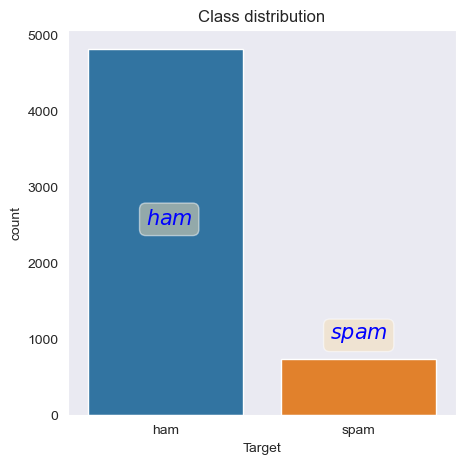 Class distribution
5000
4000
3000
2000
1000
0
count
ham
spam
ham
spam
Target